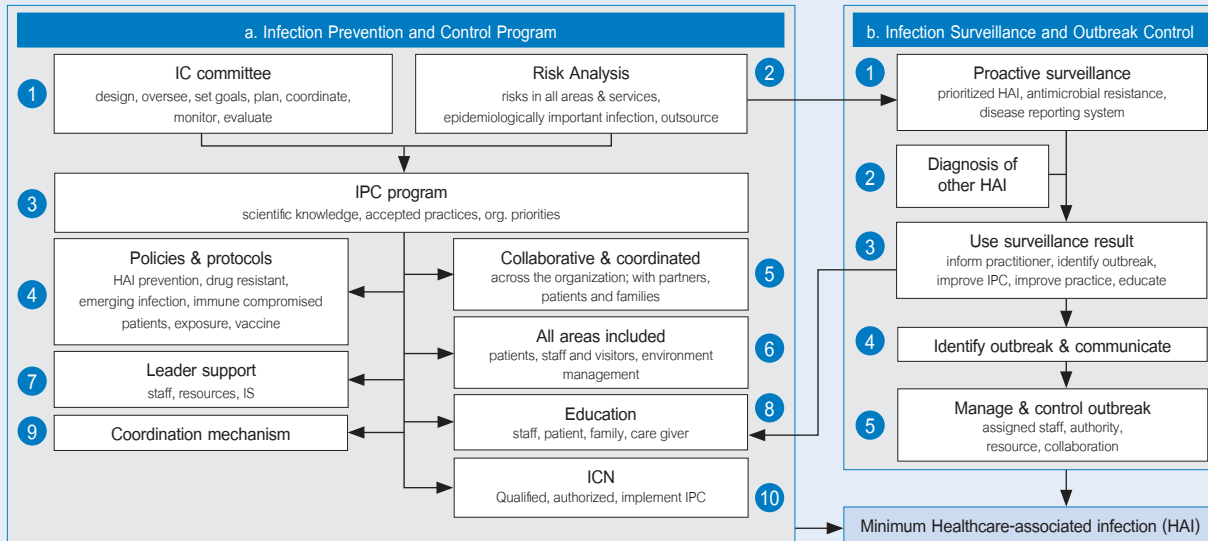 a. Infection Prevention and Control Program
1
IC committee
design, oversee, set goals, plan, coordinate,
monitor, evaluate
2
Risk Analysis
risks in all areas & services,
epidemiologically important infection, outsource
3
IPC program
scientific knowledge, accepted practices, org. priorities
4
Policies & protocols
HAI prevention, drug resistant,
emerging infection, immune compromised
patients, exposure, vaccine
5
Collaborative & coordinated
across the organization; with partners,
patients and families
6
All areas included
patients, staff and visitors, environment
management
7
Leader support
staff, resources, IS
8
Education
staff, patient, family, care giver
9
Coordination mechanism
10
ICN
Qualified, authorized, implement IPC
b. Infection Surveillance and Outbreak Control
1
Proactive surveillance
prioritized HAI, antimicrobial resistance,
disease reporting system
2
Diagnosis of
other HAI
3
Use surveillance result
inform practitioner, identify outbreak,
improve IPC, improve practice, educate
4
Identify outbreak & communicate
5
Manage & control outbreak
assigned staff, authority,
resource, collaboration
Minimum Healthcare-associated infection (HAI)